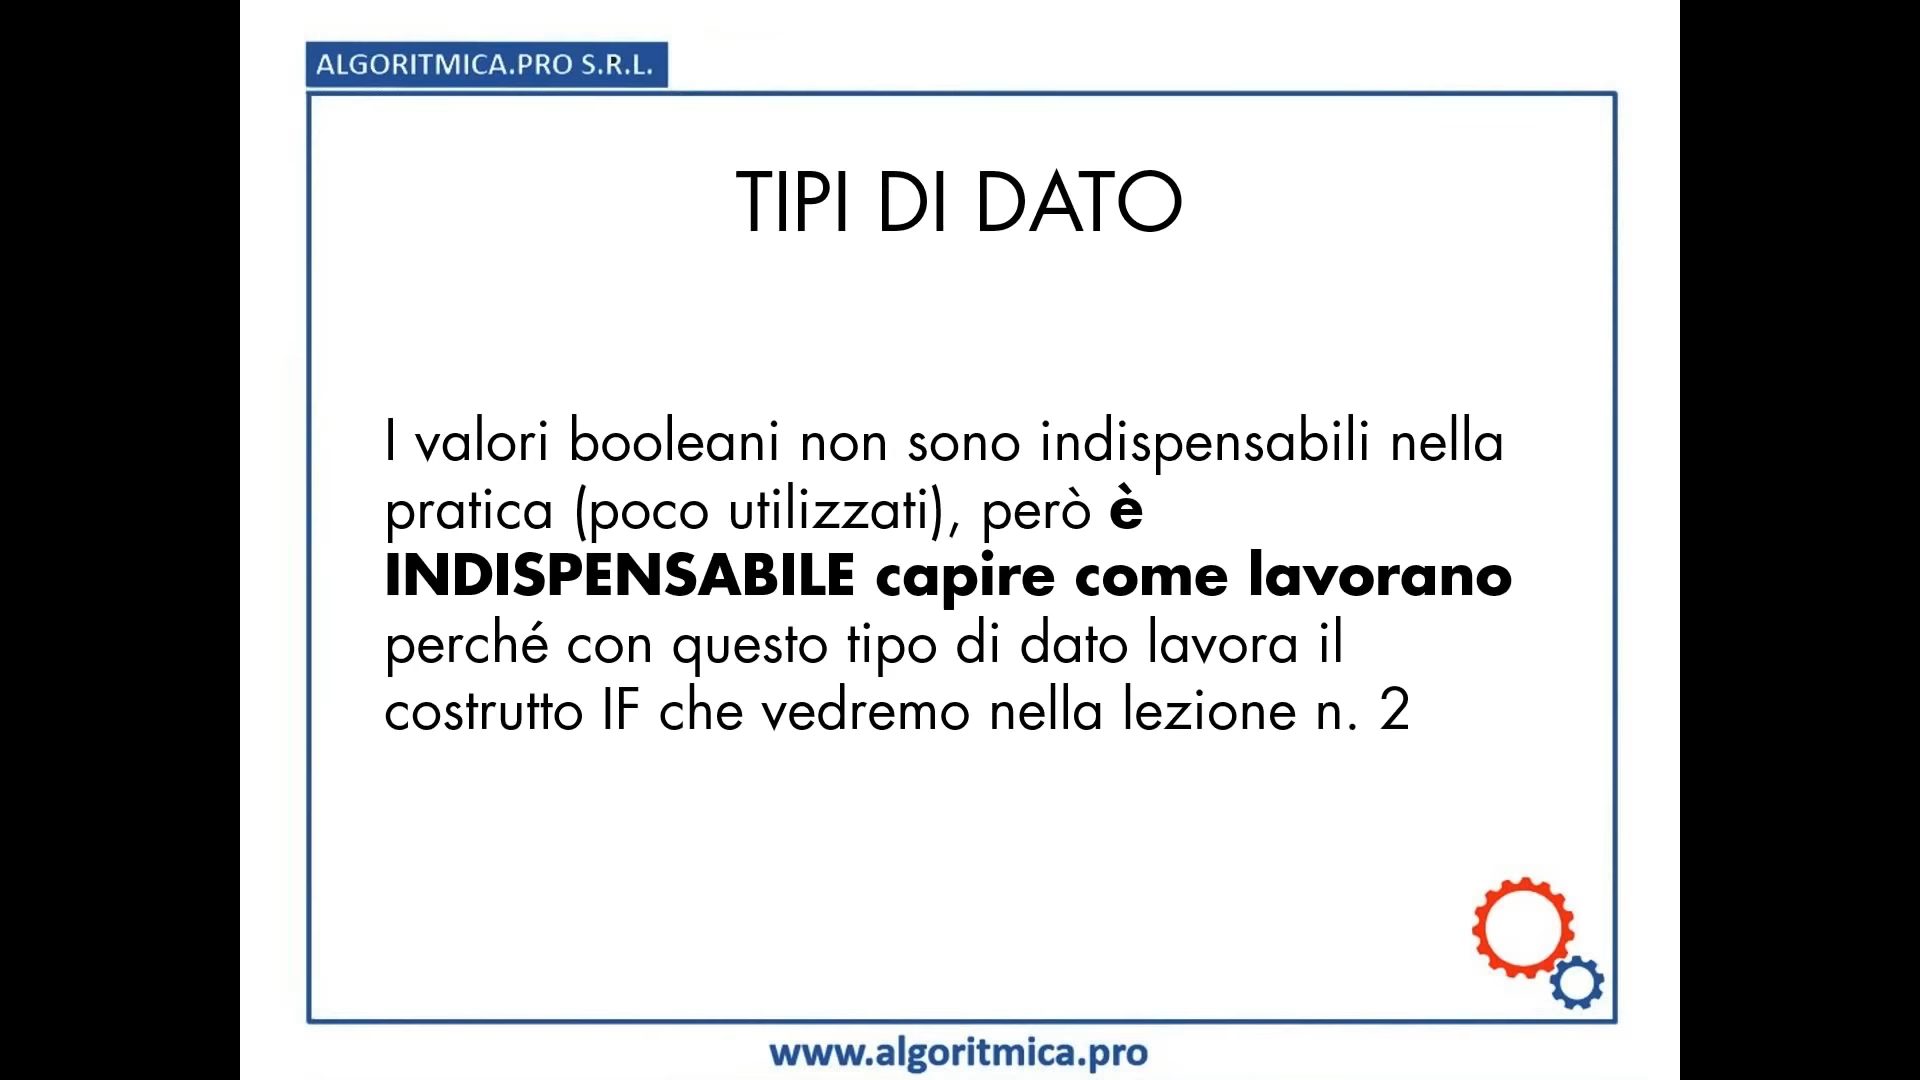 ALGORITMICA.PRO S.R.L.
TIPI DI DATO
I valori booleani non sono indispensabili nella
pratica (poco utilizzati), però è
INDISPENSABILE capire come lavorano
perché con questo tipo di dato lavora il
costrutto IF che vedremo nella lezione n. 2
www.algoritmica.pro